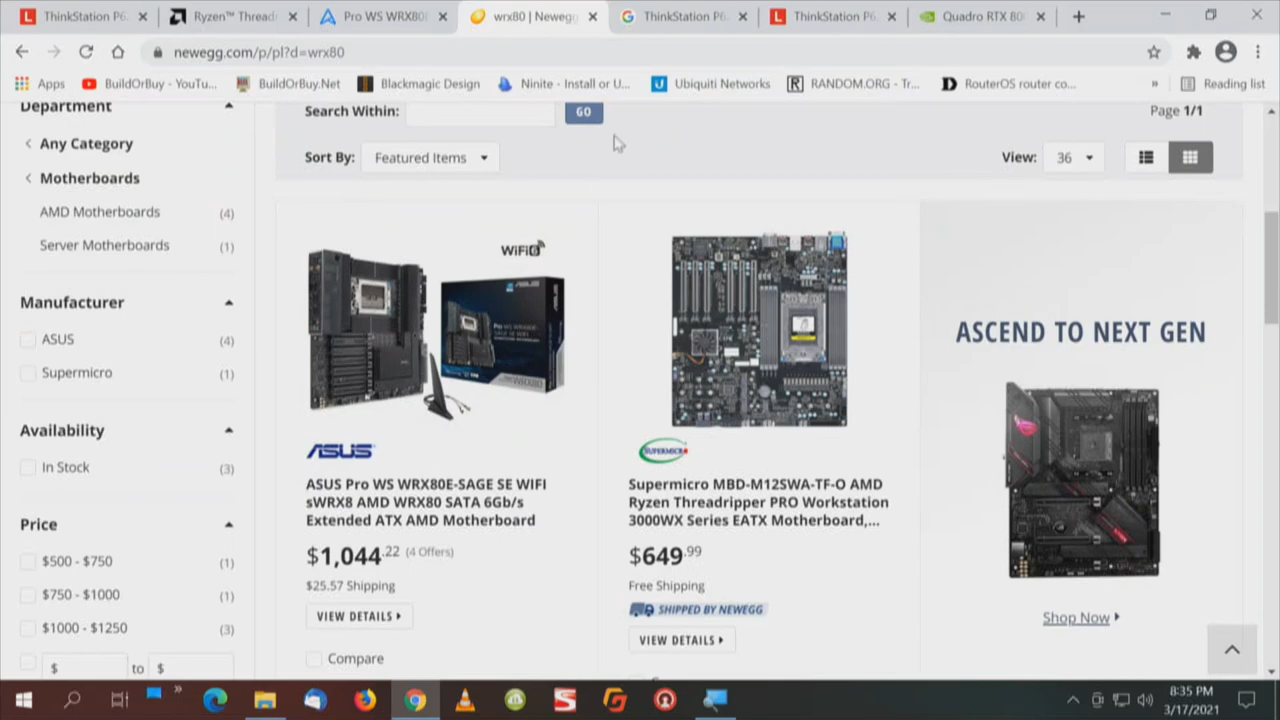 ThinkStation P6
Ryzen™ Thread
Pro WS WRX80
wrx80 | Newegg
ThinkStation P6
ThinkStation P6
Quadro RTX 80
newegg.com/p/pl?d=wrx80
Apps
BuildOrBuy - YouTu...
BuildOrBuy.Net
Blackmagic Design
Ninite - Install or U...
Ubiquiti Networks
RANDOM.ORG - Tr...
RouterOS router co...
»
Reading list
Department
Any Category
Motherboards
AMD Motherboards (4)
Server Motherboards (1)
Manufacturer
ASUS (4)
Supermicro (1)
Availability
In Stock (3)
Price
$500 - $750 (1)
$750 - $1000 (1)
$1000 - $1250 (3)
$ to $
Search Within: GO
Page 1/1
Sort By: Featured Items
View: 36
WiFi6
ASUS
ASUS Pro WS WRX80E-SAGE SE WIFI
sWRX8 AMD WRX80 SATA 6Gb/s
Extended ATX AMD Motherboard
$1,044.22 (4 Offers)
$25.57 Shipping
VIEW DETAILS
Compare
SUPERMICRO
Supermicro MBD-M12SWA-TF-O AMD
Ryzen Threadripper PRO Workstation
3000WX Series EATX Motherboard,...
$649.99
Free Shipping
SHIPPED BY NEWEGG
VIEW DETAILS
ASCEND TO NEXT GEN
Shop Now
»
8:35 PM
3/17/2021